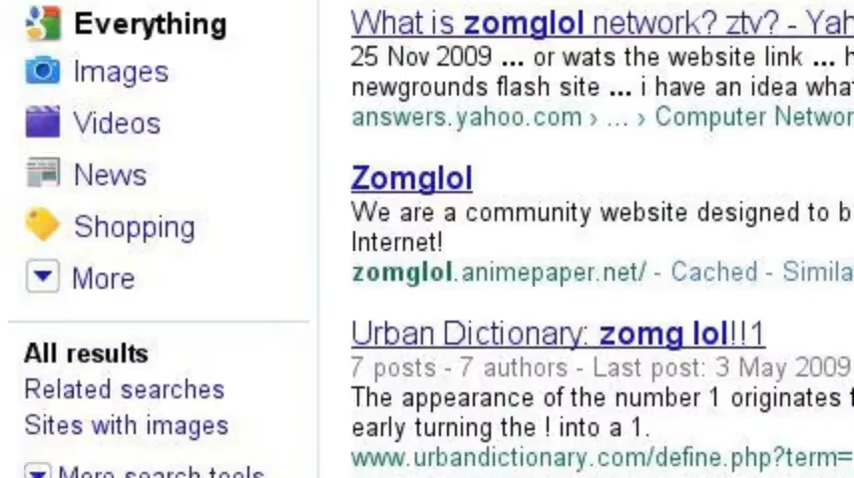 Everything
Images
Videos
News
Shopping
More
All results
Related searches
Sites with images
More search tools
What is zomglol network? ztv? - Yah
25 Nov 2009 ... or wats the website link ... h
newgrounds flash site ... i have an idea what
answers.yahoo.com › ... › Computer Networ
Zomglol
We are a community website designed to b
Internet!
zomglol.animepaper.net/ - Cached - Simila
Urban Dictionary: zomg lol!!1
7 posts - 7 authors - Last post: 3 May 2009
The appearance of the number 1 originates f
early turning the ! into a 1.
www.urbandictionary.com/define.php?term=